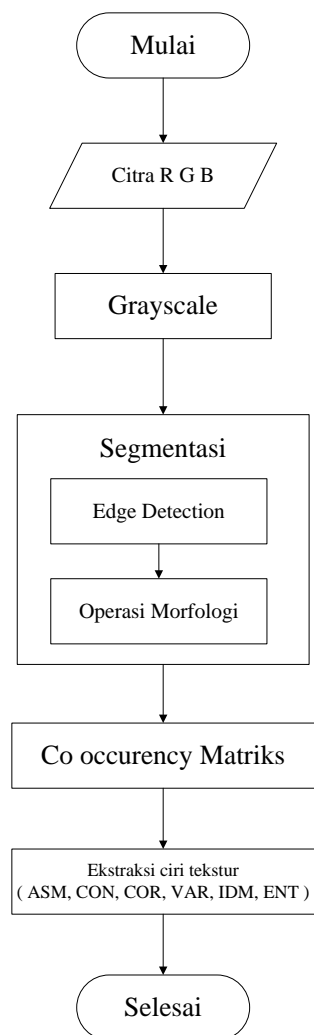 Mulai
Citra R G B
Grayscale
Segmentasi
Edge Detection
Operasi Morfologi
Co occurency Matriks
Ekstraksi ciri tekstur
( ASM, CON, COR, VAR, IDM, ENT )
Selesai